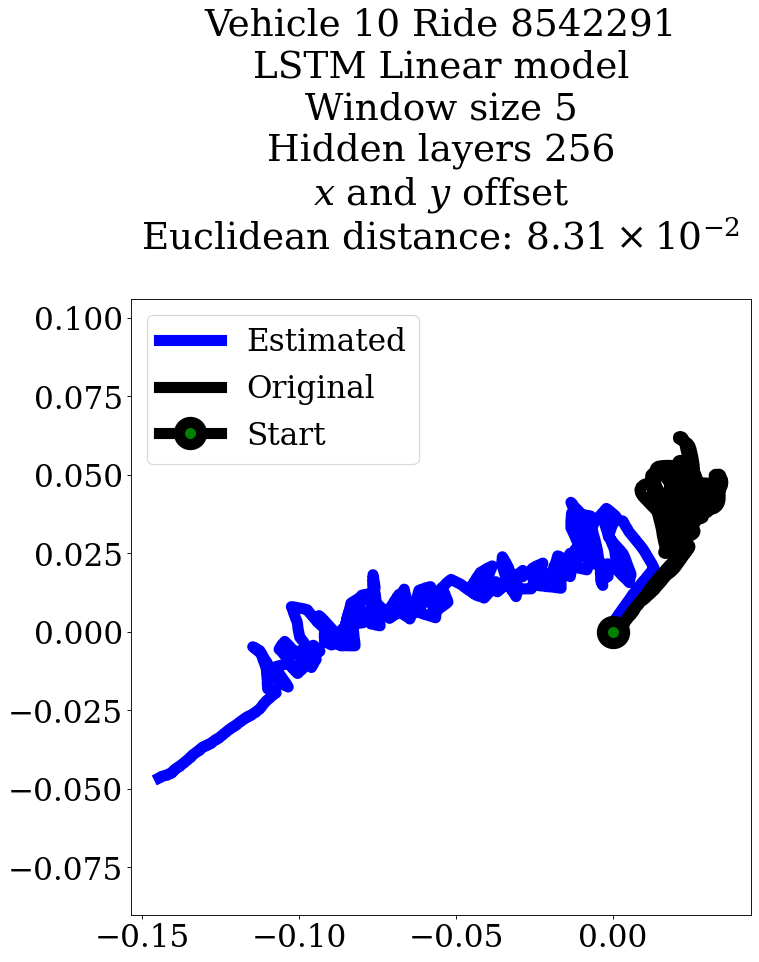 Vehicle 10 Ride 8542291
LSTM Linear model
Window size 5
Hidden layers 256
x and y offset
Euclidean distance: 8.31 × 10⁻²
Estimated
Original
Start
0.100
0.075
0.050
0.025
0.000
−0.025
−0.050
−0.075
−0.15
−0.10
−0.05
0.00